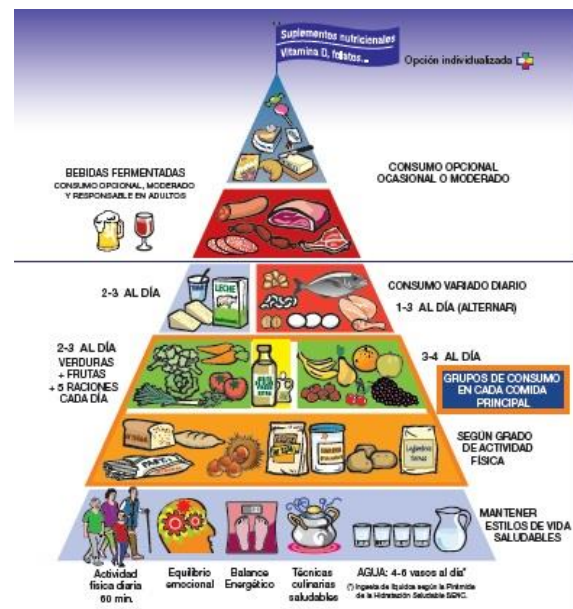 Suplementos nutricionales
Vitamina D, folatos...
Opción individualizada
BEBIDAS FERMENTADAS
CONSUMO OPCIONAL, MODERADO
Y RESPONSABLE EN ADULTOS
CONSUMO OPCIONAL
OCASIONAL O MODERADO
2-3 AL DÍA
LECHE
CONSUMO VARIADO DIARIO
1-3 AL DÍA (ALTERNAR)
2-3 AL DÍA
VERDURAS
+ FRUTAS
+ 5 RACIONES
CADA DÍA
3-4 AL DÍA
GRUPOS DE CONSUMO
EN CADA COMIDA
PRINCIPAL
SEGÚN GRADO
DE ACTIVIDAD
FÍSICA
MANTENER
ESTILOS DE VIDA
SALUDABLES
Actividad
física diaria
60 min.
Equilibrio
emocional
Balance
Energético
Técnicas
culinarias
saludables
AGUA: 4-6 vasos al día*
(*) Ingesta de líquidos según la Pirámide
de la Hidratación Saludable SENC.